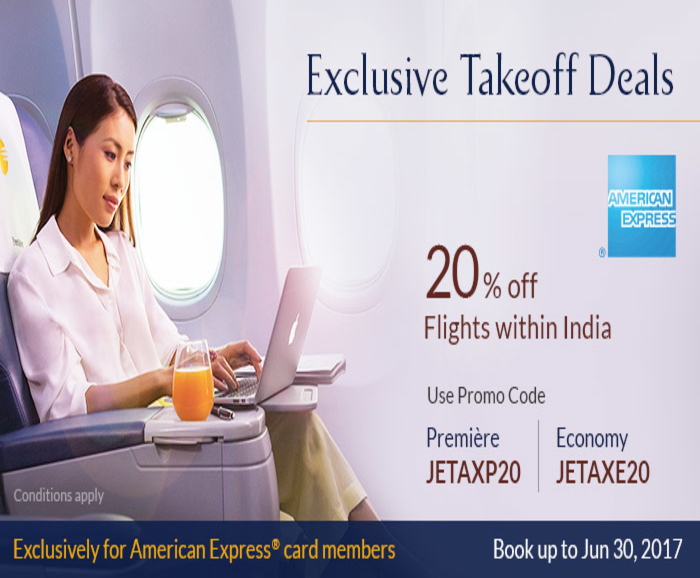 Exclusive Takeoff Deals
AMERICAN
EXPRESS
®
20% off
Flights within India
Use Promo Code
Première
JETAXP20
Economy
JETAXE20
Conditions apply
Exclusively for American Express® card members
Book up to Jun 30, 2017